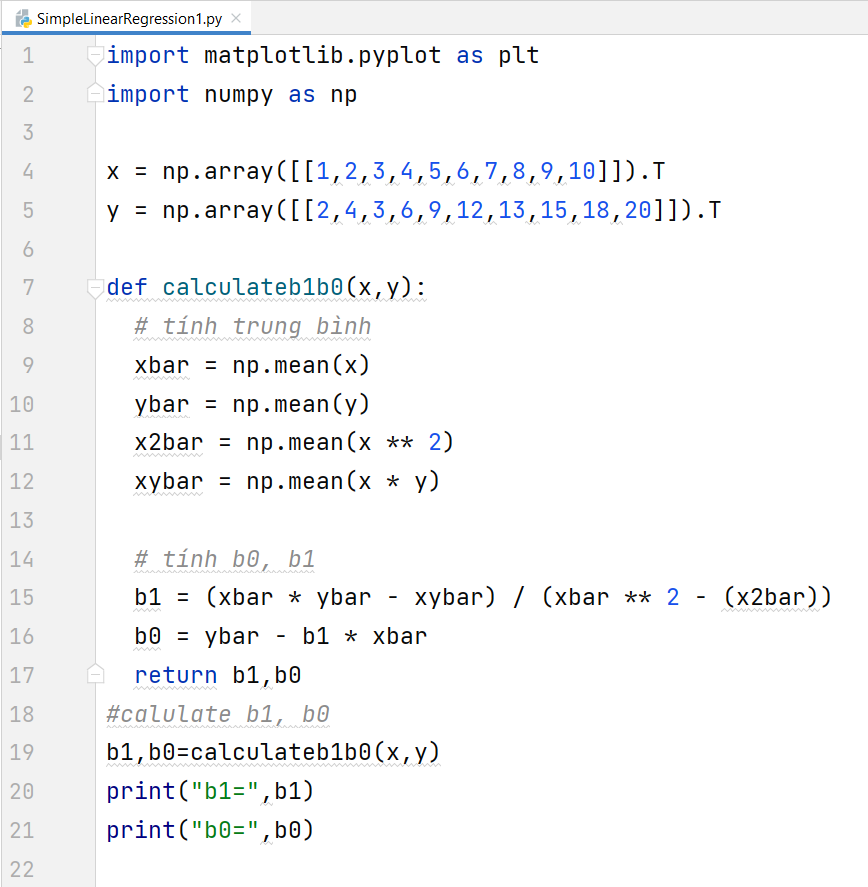 SimpleLinearRegression1.py
1 import matplotlib.pyplot as plt
2 import numpy as np
3
4 x = np.array([[1,2,3,4,5,6,7,8,9,10]]).T
5 y = np.array([[2,4,3,6,9,12,13,15,18,20]]).T
6
7 def calculateb1b0(x,y):
8   # tính trung bình
9   xbar = np.mean(x)
10   ybar = np.mean(y)
11   x2bar = np.mean(x ** 2)
12   xybar = np.mean(x * y)
13
14   # tính b0, b1
15   b1 = (xbar * ybar - xybar) / (xbar ** 2 - (x2bar))
16   b0 = ybar - b1 * xbar
17   return b1,b0
18 #calulate b1, b0
19 b1,b0=calculateb1b0(x,y)
20 print("b1=",b1)
21 print("b0=",b0)
22